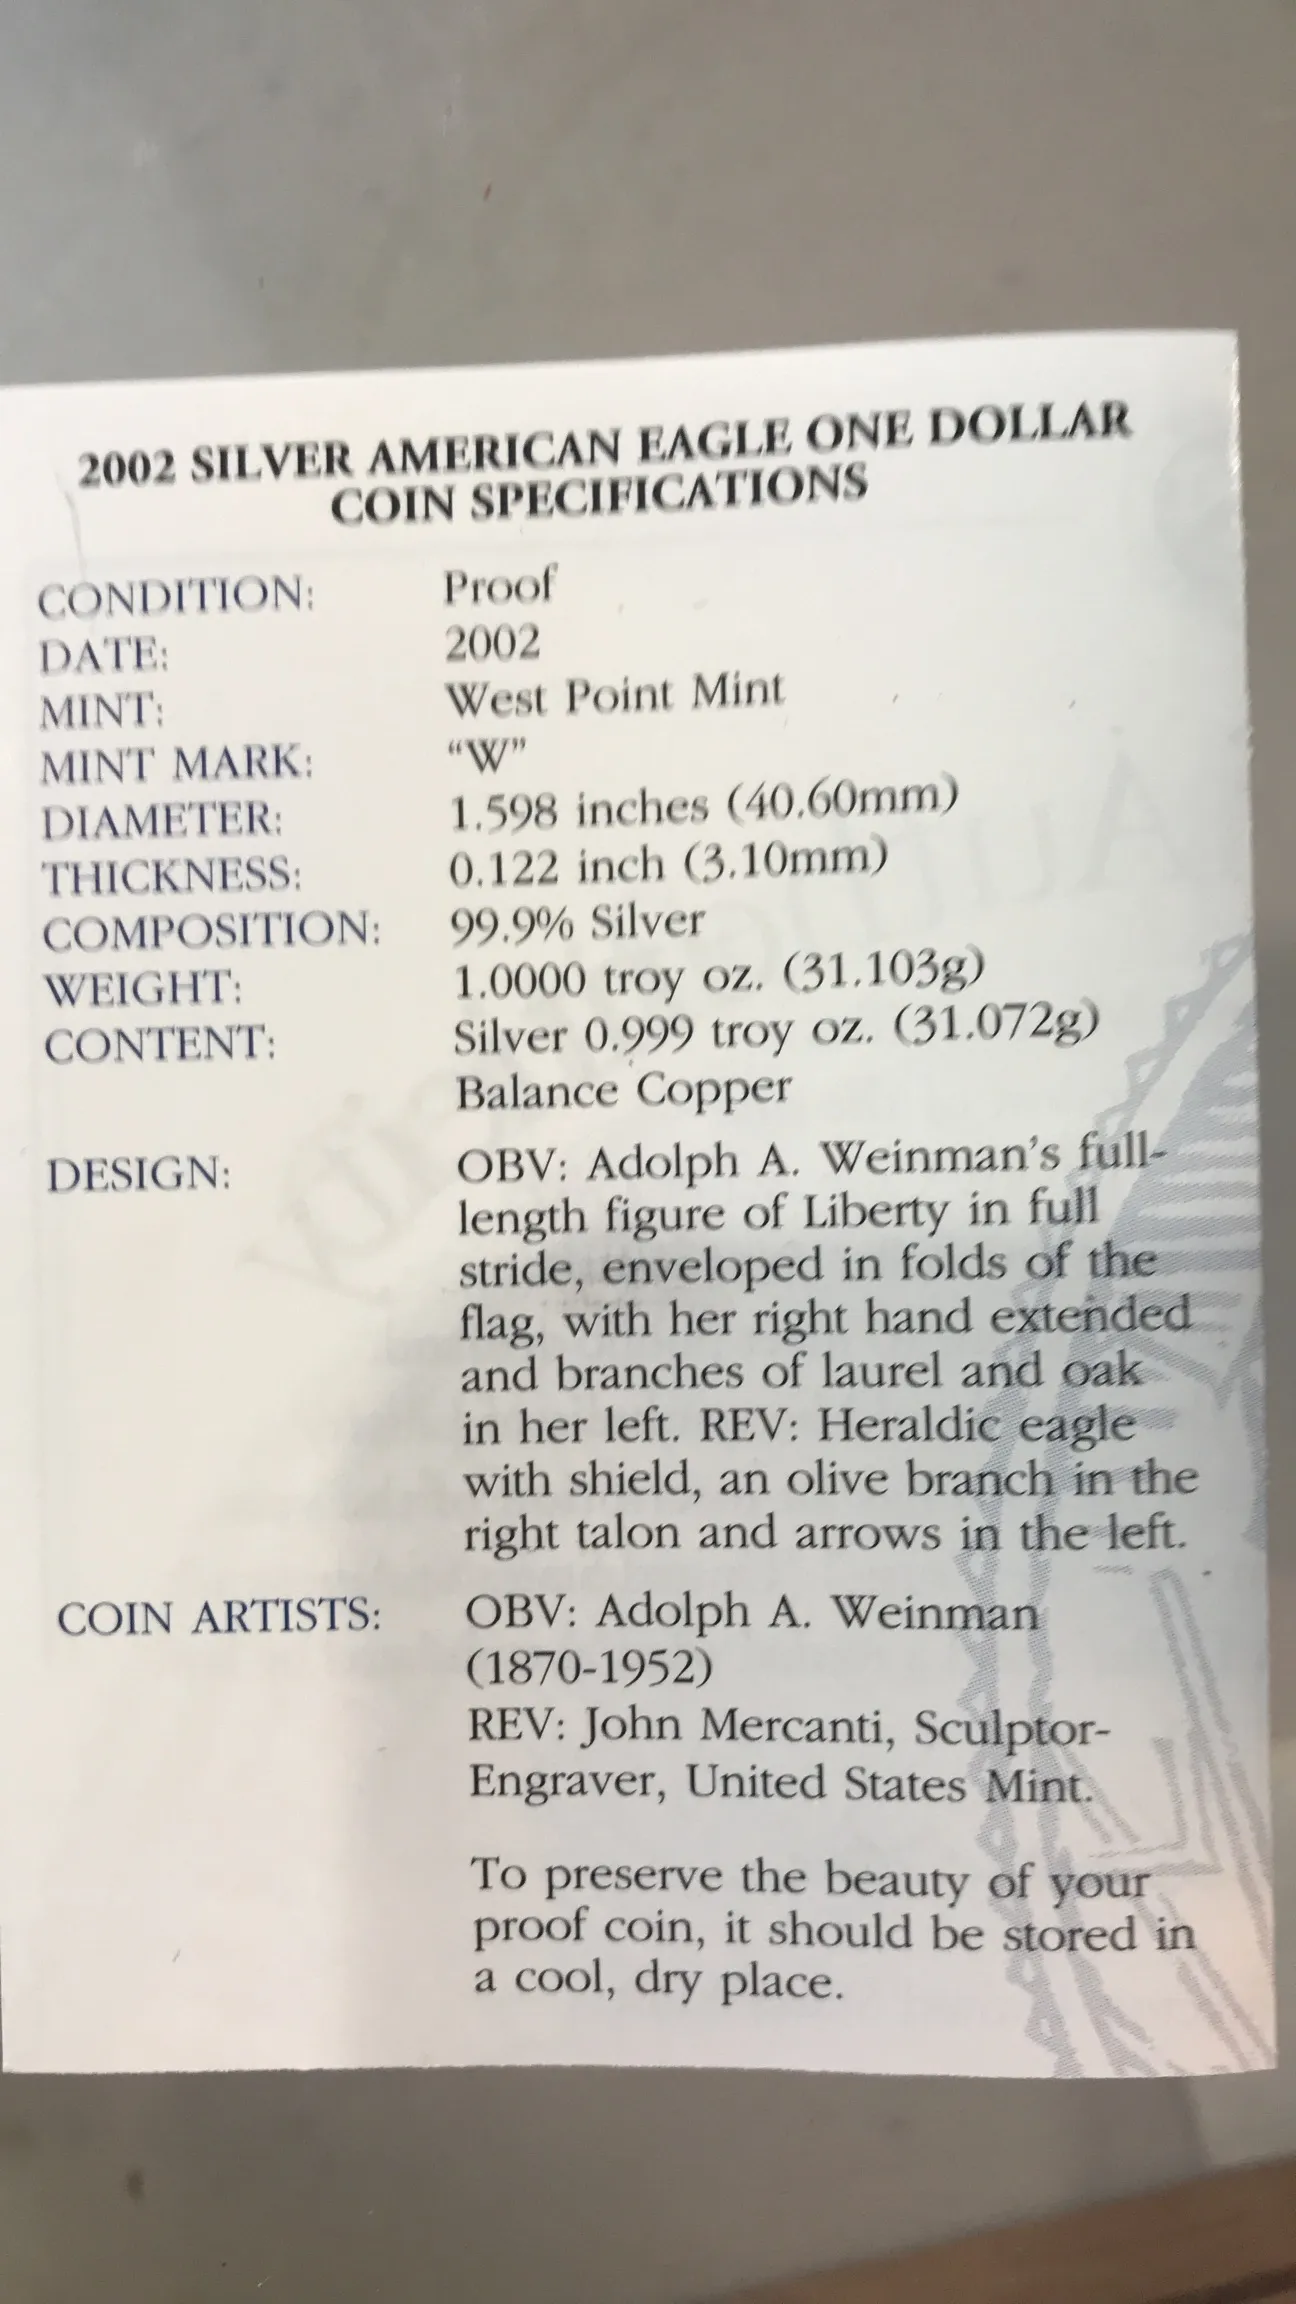 2002 SILVER AMERICAN EAGLE ONE DOLLAR
COIN SPECIFICATIONS
CONDITION: Proof
DATE: 2002
MINT: West Point Mint
MINT MARK: “W”
DIAMETER: 1.598 inches (40.60mm)
THICKNESS: 0.122 inch (3.10mm)
COMPOSITION: 99.9% Silver
WEIGHT: 1.0000 troy oz. (31.103g)
CONTENT: Silver 0.999 troy oz. (31.072g)
Balance Copper
DESIGN: OBV: Adolph A. Weinman’s full-
length figure of Liberty in full
stride, enveloped in folds of the
flag, with her right hand extended
and branches of laurel and oak
in her left. REV: Heraldic eagle
with shield, an olive branch in the
right talon and arrows in the left.
COIN ARTISTS: OBV: Adolph A. Weinman
(1870-1952)
REV: John Mercanti, Sculptor-
Engraver, United States Mint.
To preserve the beauty of your
proof coin, it should be stored in
a cool, dry place.